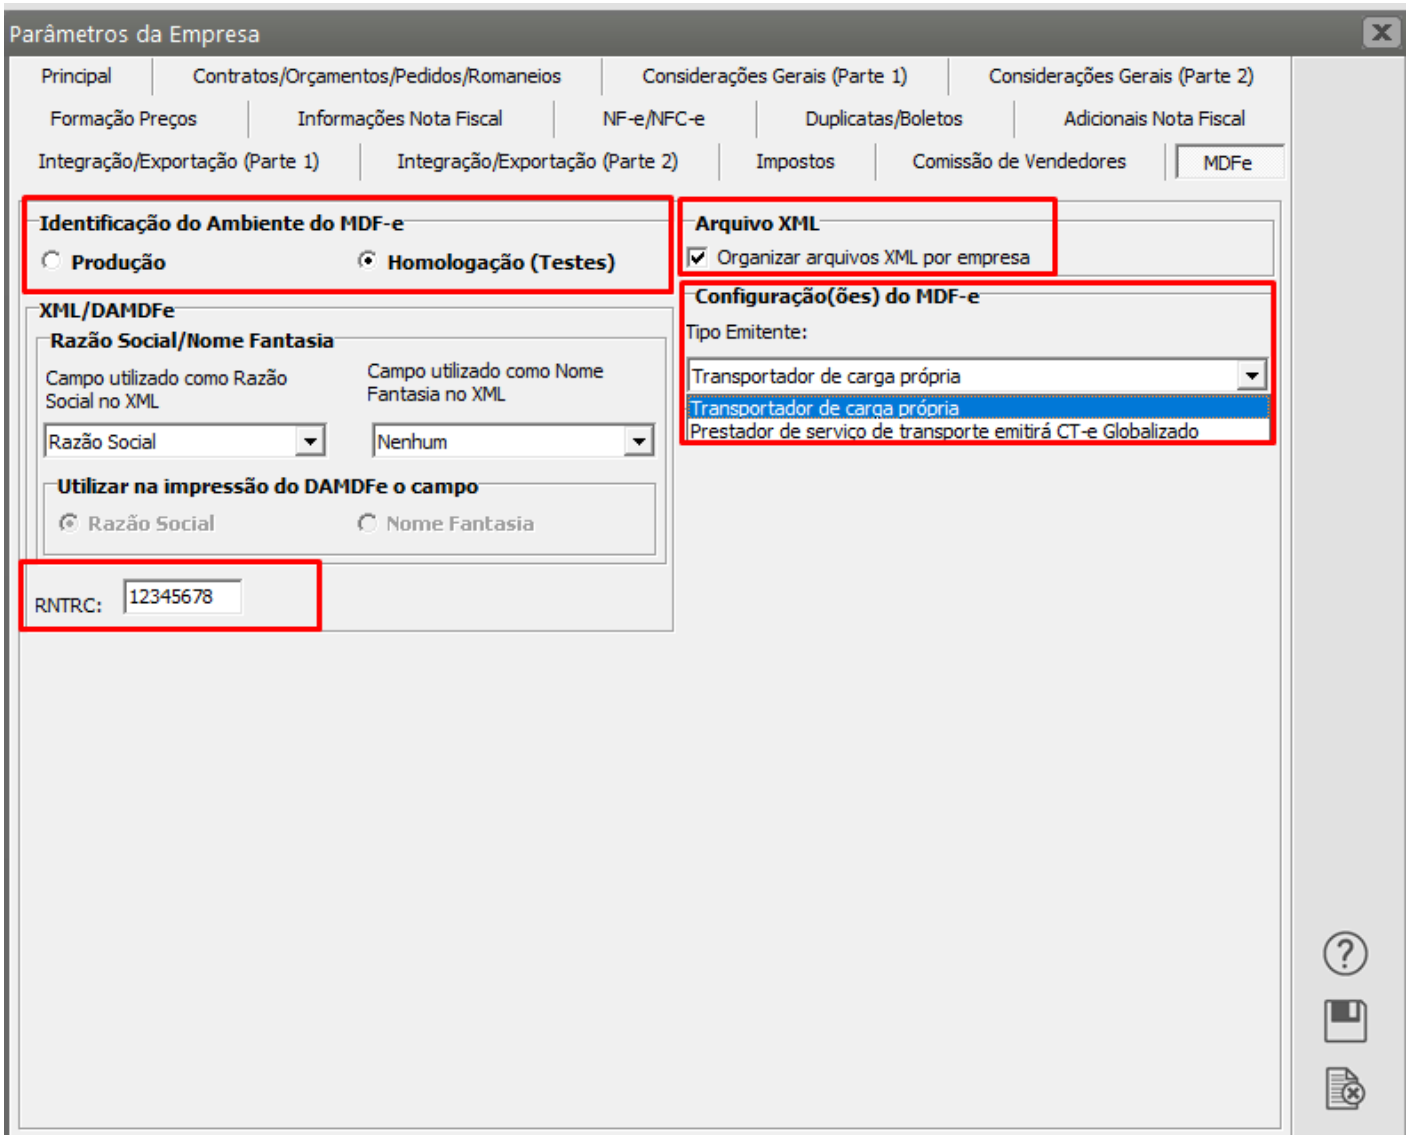 Parâmetros da Empresa
Principal
Contratos/Orçamentos/Pedidos/Romaneios
Considerações Gerais (Parte 1)
Considerações Gerais (Parte 2)
Formação Preços
Informações Nota Fiscal
NF-e/NFC-e
Duplicatas/Boletos
Adicionais Nota Fiscal
Integração/Exportação (Parte 1)
Integração/Exportação (Parte 2)
Impostos
Comissão de Vendedores
MDFe
Identificação do Ambiente do MDF-e
Produção
Homologação (Testes)
Arquivo XML
Organizar arquivos XML por empresa
XML/DAMDFe
Razão Social/Nome Fantasia
Campo utilizado como Razão
Social no XML
Campo utilizado como Nome
Fantasia no XML
Razão Social
Nenhum
Utilizar na impressão do DAMDFe o campo
Razão Social
Nome Fantasia
RNTRC:
12345678
Configuração(ões) do MDF-e
Tipo Emitente:
Transportador de carga própria
Transportador de carga própria
Prestador de serviço de transporte emitirá CT-e Globalizado